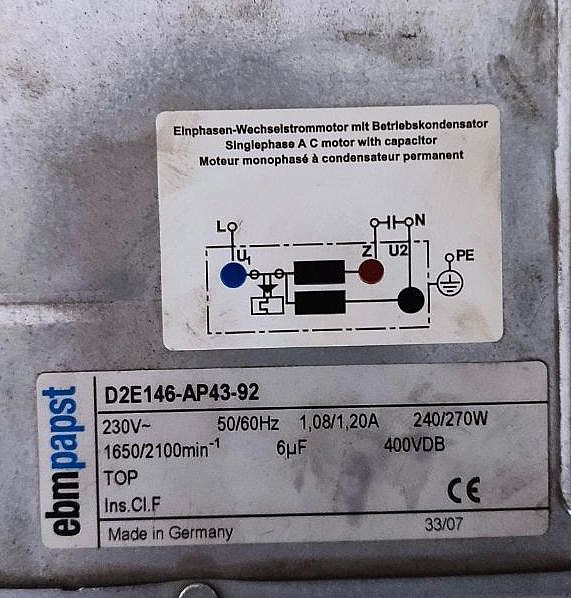 Einphasen-Wechselstrommotor mit Betriebskondensator
Singlephase A C motor with capacitor
Moteur monophasé à condensateur permanent
L
N
U1
Z
U2
PE
ebmpapst
D2E146-AP43-92
230V~ 50/60Hz 1,08/1,20A 240/270W
1650/2100min-1 6µF 400VDB
TOP
Ins.Cl.F
CE
Made in Germany 33/07